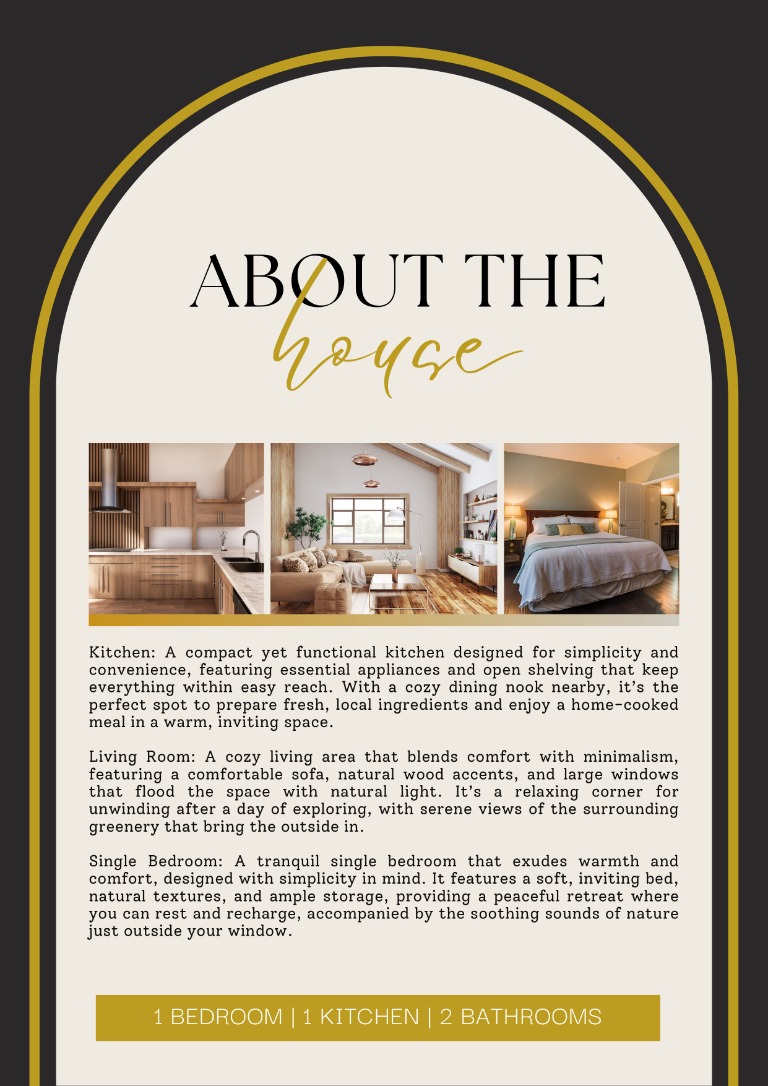 ABOUT THE
house
Kitchen: A compact yet functional kitchen designed for simplicity and
convenience, featuring essential appliances and open shelving that keep
everything within easy reach. With a cozy dining nook nearby, it's the
perfect spot to prepare fresh, local ingredients and enjoy a home-cooked
meal in a warm, inviting space.
Living Room: A cozy living area that blends comfort with minimalism,
featuring a comfortable sofa, natural wood accents, and large windows
that flood the space with natural light. It's a relaxing corner for
unwinding after a day of exploring, with serene views of the surrounding
greenery that bring the outside in.
Single Bedroom: A tranquil single bedroom that exudes warmth and
comfort, designed with simplicity in mind. It features a soft, inviting bed,
natural textures, and ample storage, providing a peaceful retreat where
you can rest and recharge, accompanied by the soothing sounds of nature
just outside your window.
1 BEDROOM | 1 KITCHEN | 2 BATHROOMS